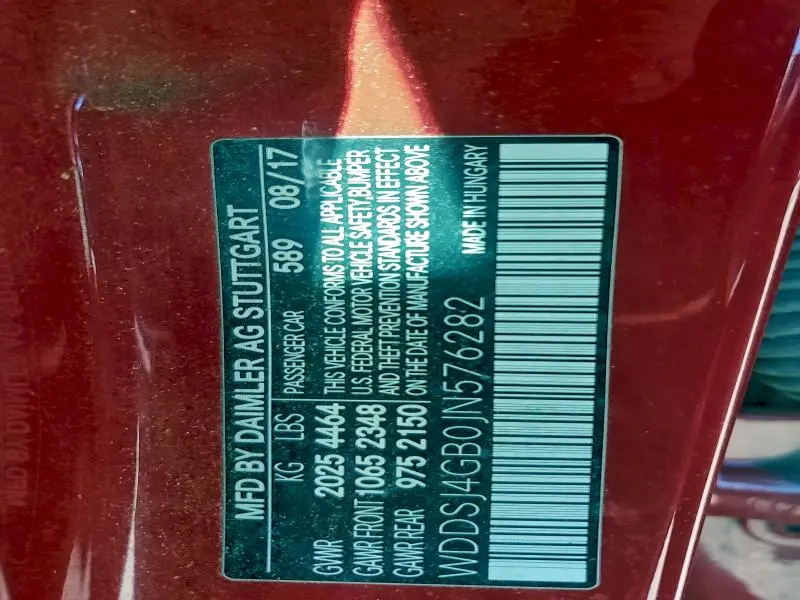 MFD BY DAIMLER AG STUTTGART
KG LBS PASSENGER CAR 589 08/17
GVWR 2025 4464 THIS VEHICLE CONFORMS TO ALL APPLICABLE
GAWR FRONT 1065 2348 U.S. FEDERAL MOTOR VEHICLE SAFETY,BUMPER
GAWR REAR 975 2150 AND THEFT PREVENTION STANDARDS IN EFFECT
ON THE DATE OF MANUFACTURE SHOWN ABOVE
WDDSJ4GB0JN576282 MADE IN HUNGARY